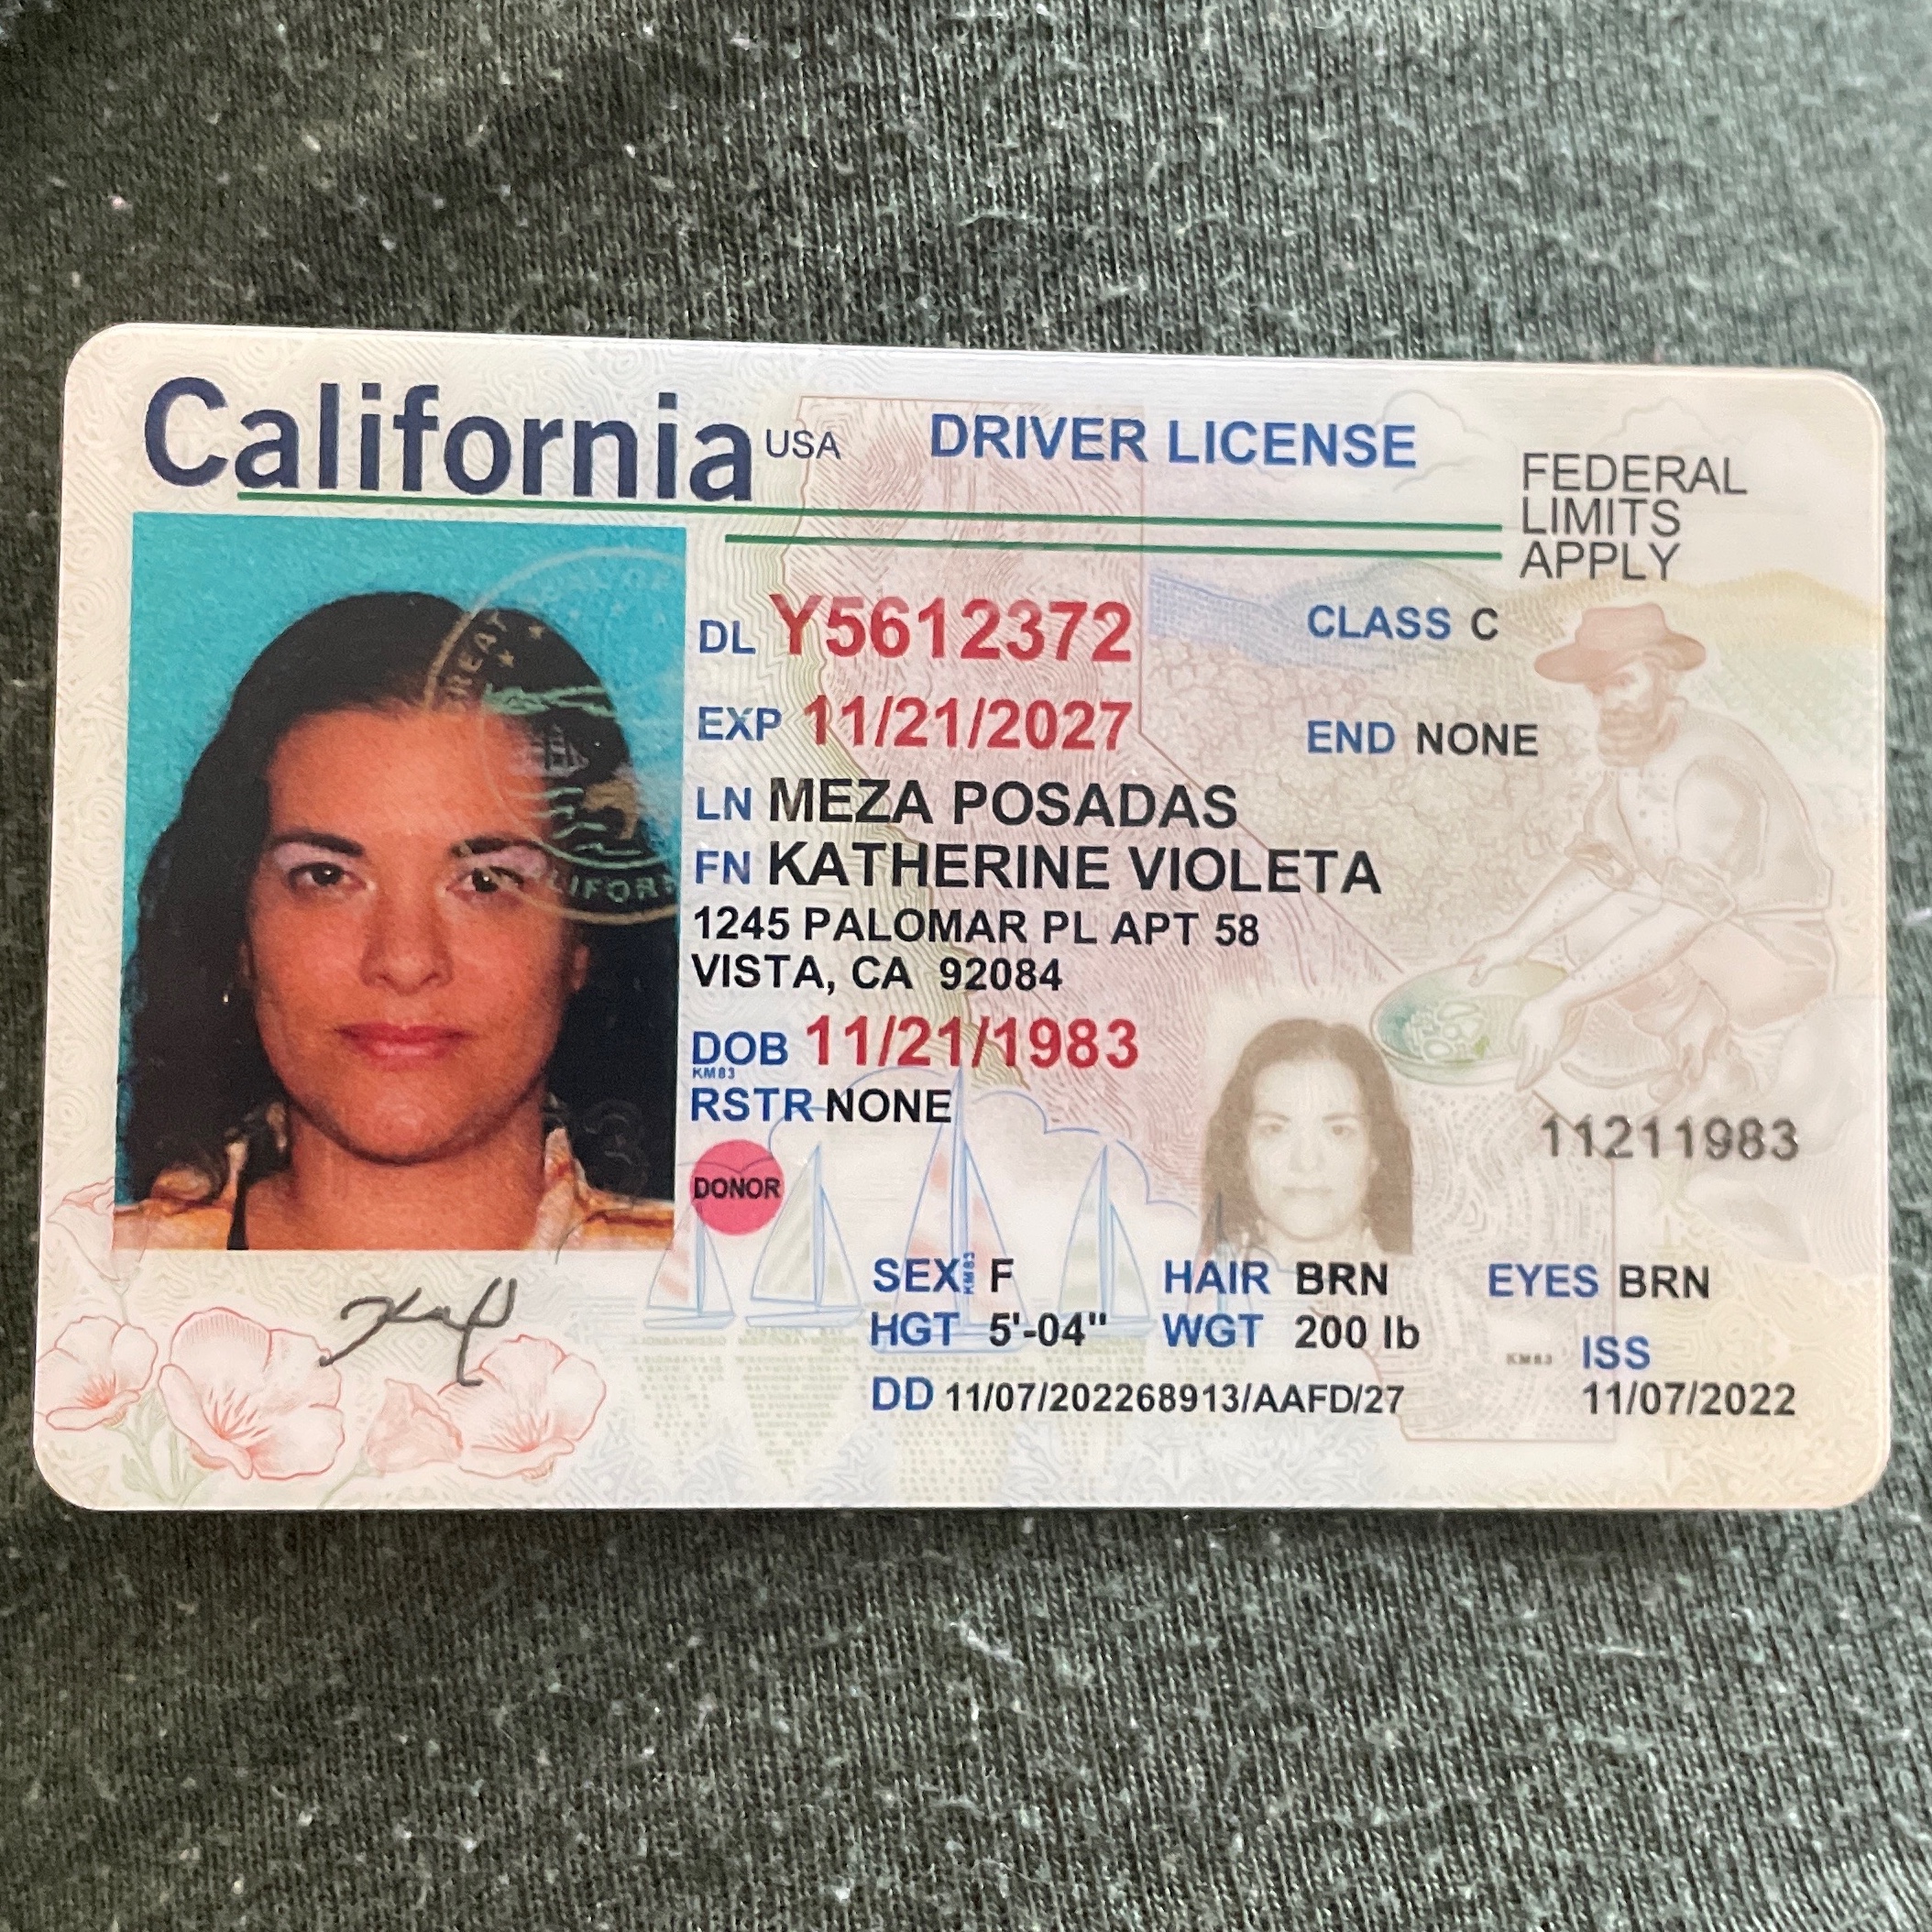 California USA DRIVER LICENSE
FEDERAL
LIMITS
APPLY
DL Y5612372
CLASS C
EXP 11/21/2027
END NONE
LN MEZA POSADAS
FN KATHERINE VIOLETA
1245 PALOMAR PL APT 58
VISTA, CA 92084
DOB 11/21/1983
KM83
RSTR NONE
11211983
DONOR
SEX F
KM83
HAIR BRN
EYES BRN
HGT 5'-04"
WGT 200 lb
KM83
ISS
11/07/2022
DD 11/07/202268913/AAFD/27